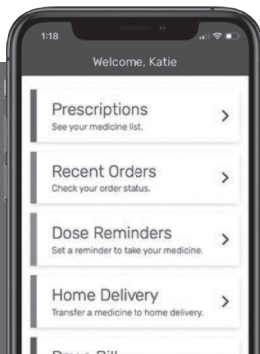 1:18
Welcome, Katie
Prescriptions
See your medicine list.
Recent Orders
Check your order status.
Dose Reminders
Set a reminder to take your medicine.
Home Delivery
Transfer a medicine to home delivery.